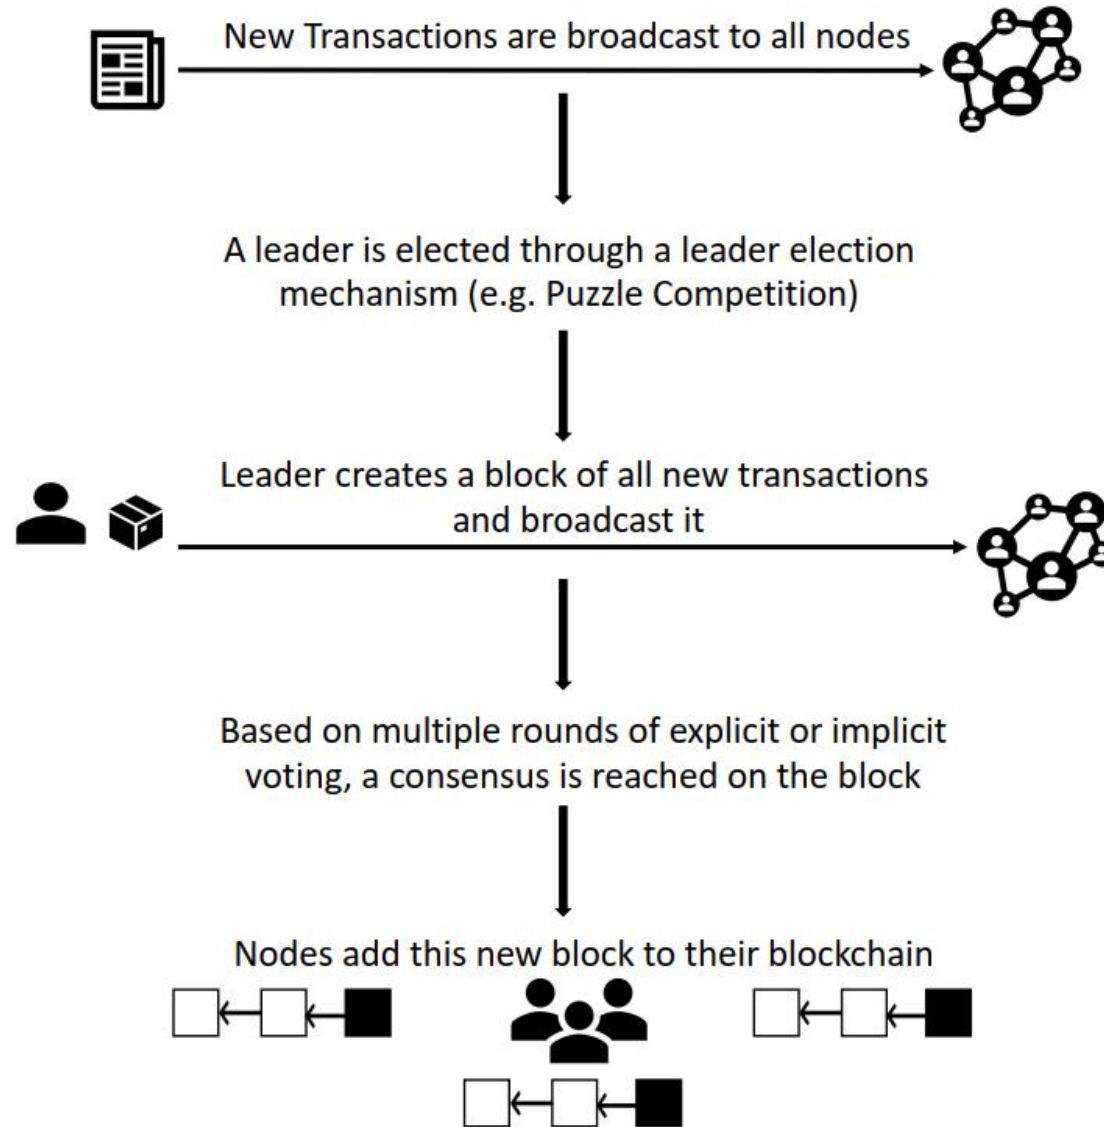 New Transactions are broadcast to all nodes
A leader is elected through a leader election
mechanism (e.g. Puzzle Competition)
Leader creates a block of all new transactions
and broadcast it
Based on multiple rounds of explicit or implicit
voting, a consensus is reached on the block
Nodes add this new block to their blockchain